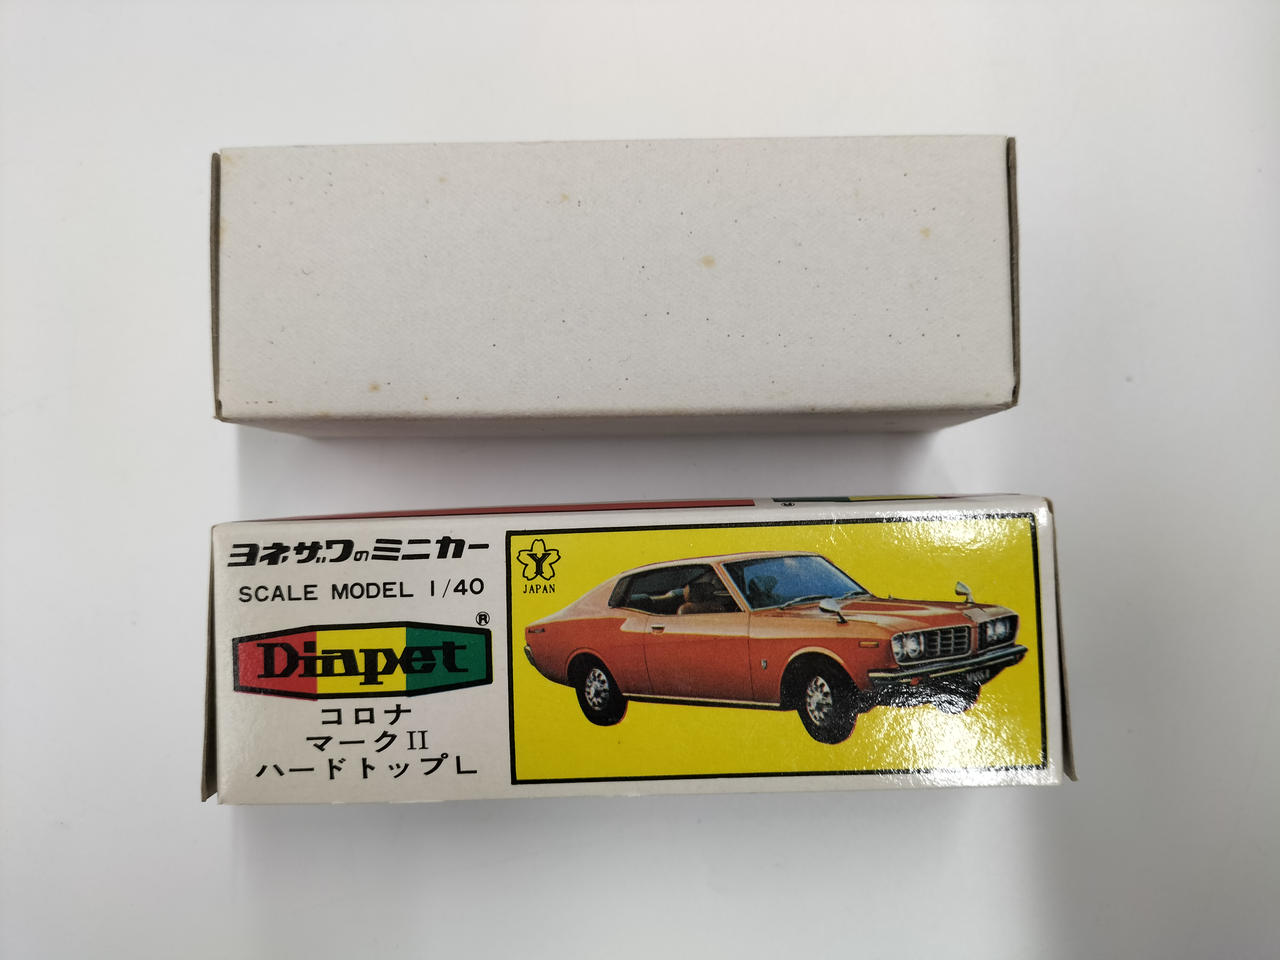 ヨネザワのミニカー
SCALE MODEL 1/40
®
Diapet
コロナ
マークII
ハードトップL
Y
JAPAN
®